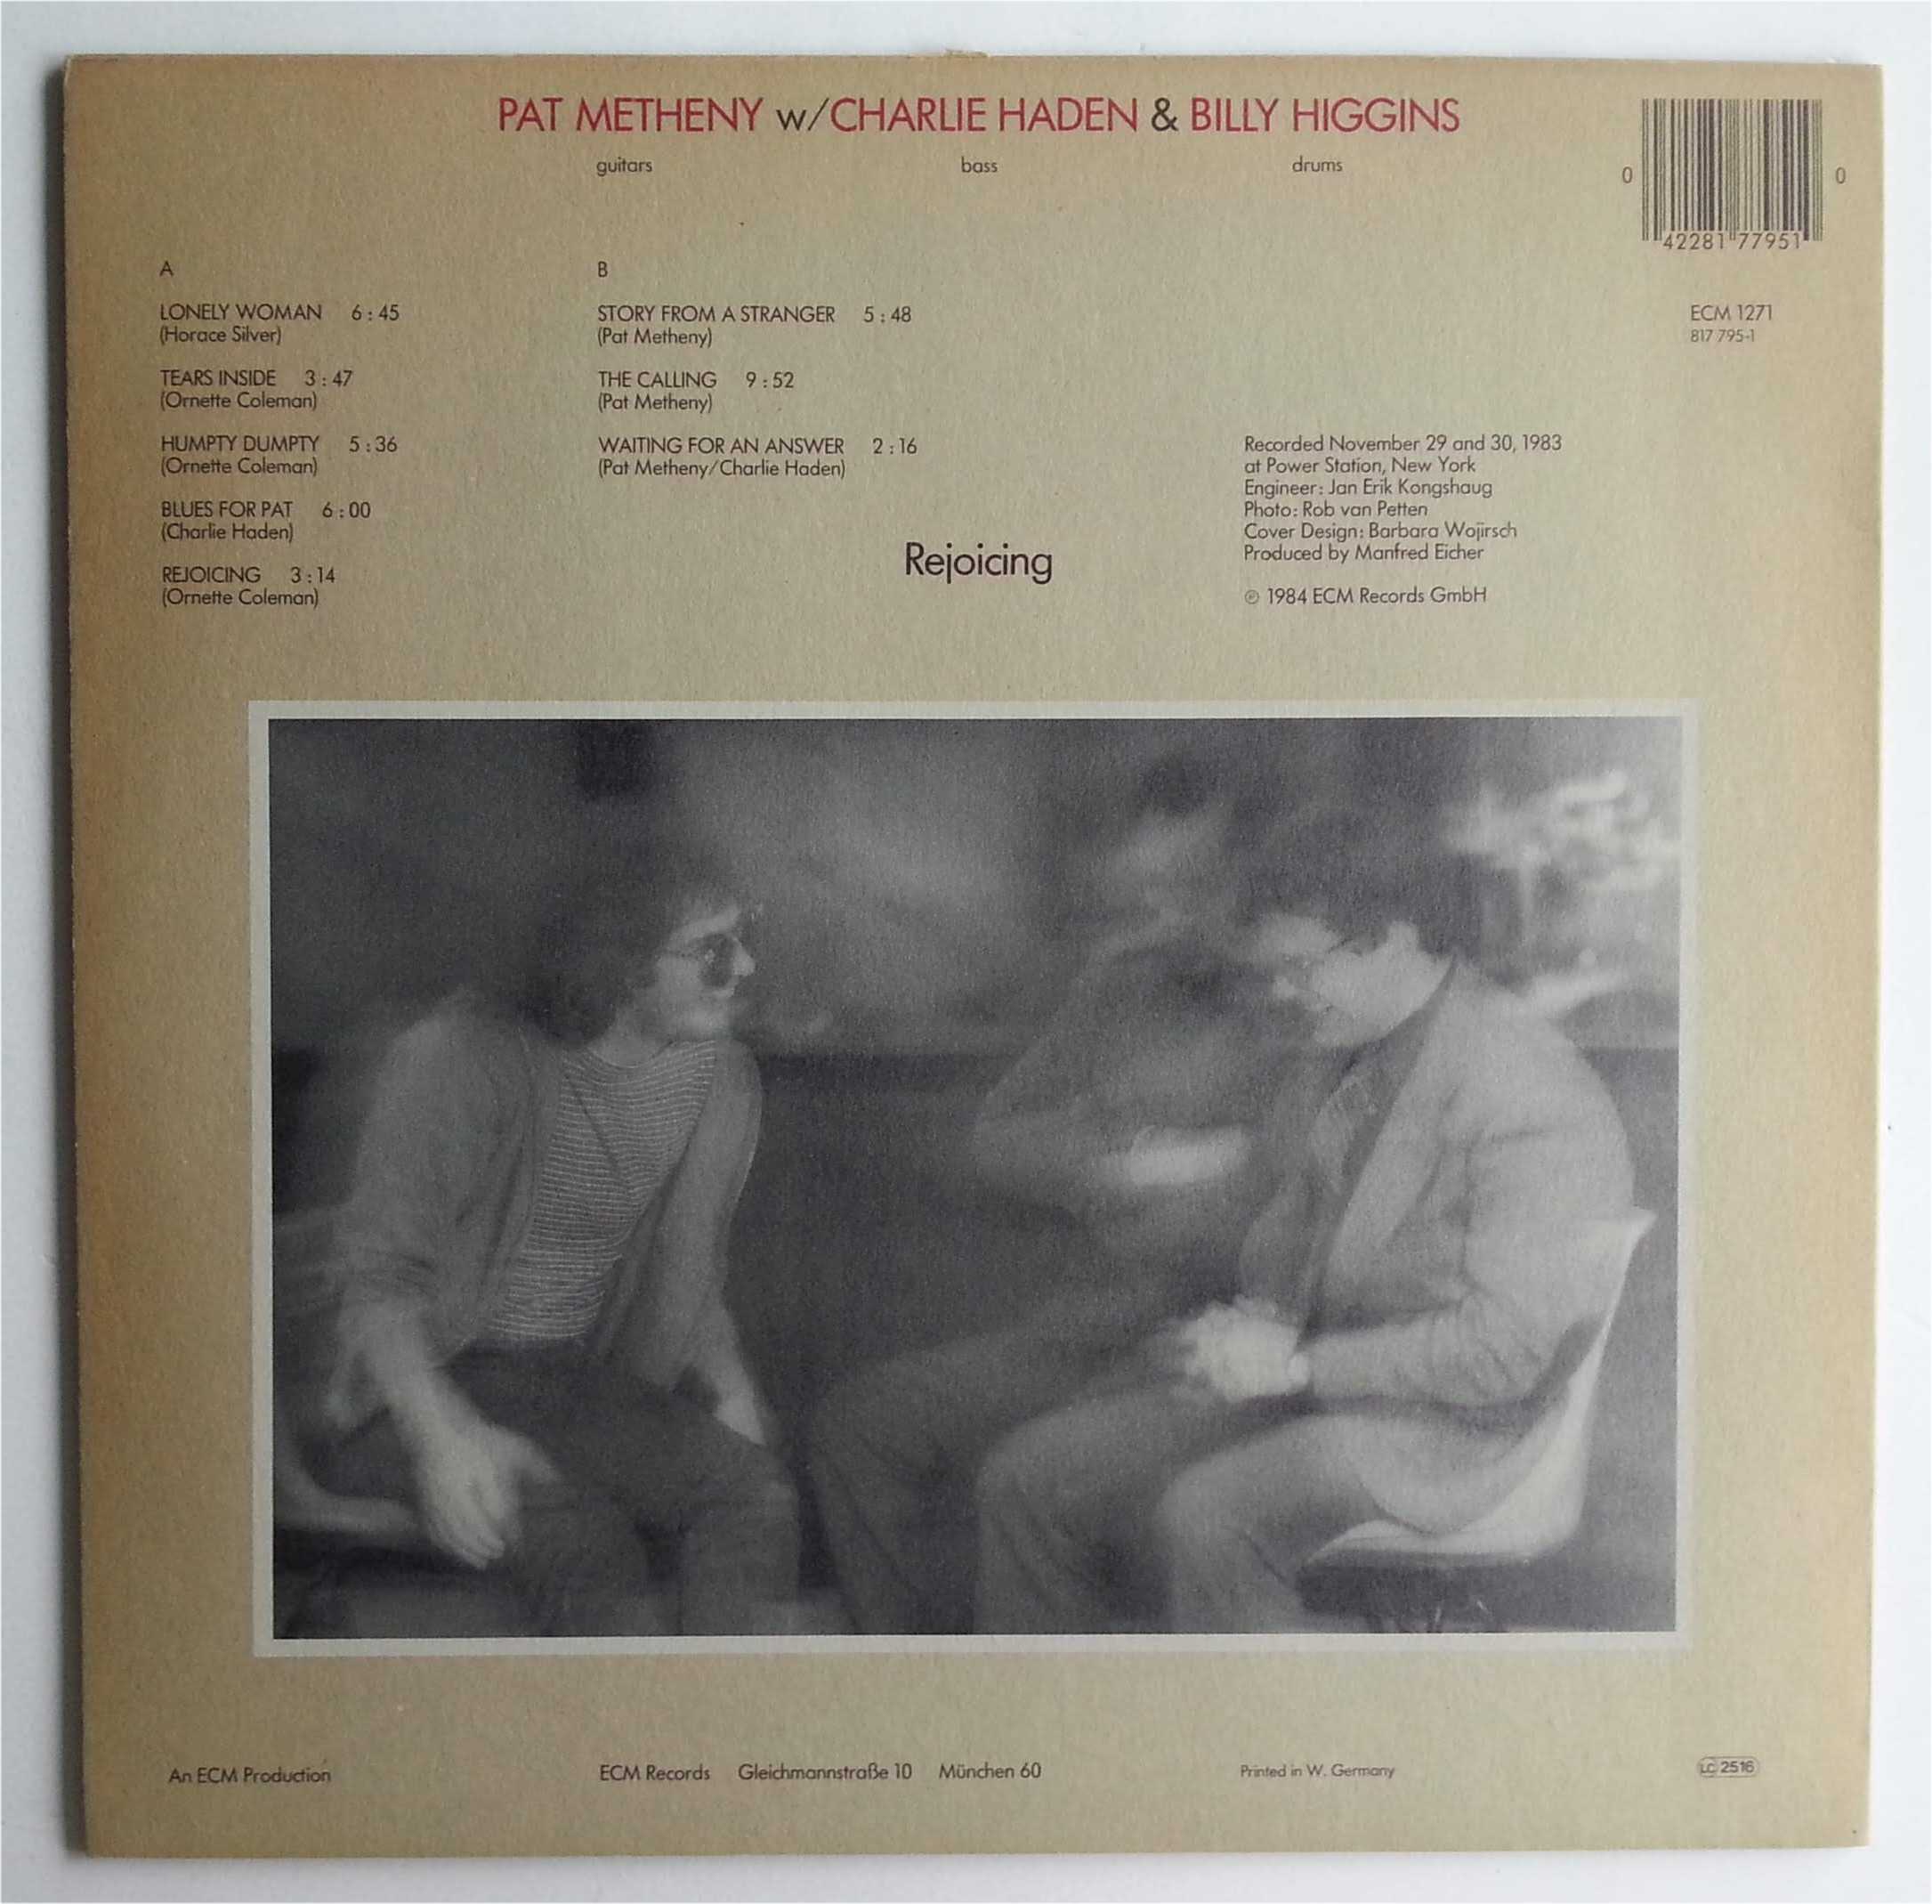 PAT METHENY w/CHARLIE HADEN & BILLY HIGGINS
guitars bass drums
0 42281 77951 0
A
LONELY WOMAN 6:45
(Horace Silver)
TEARS INSIDE 3:47
(Ornette Coleman)
HUMPTY DUMPTY 5:36
(Ornette Coleman)
BLUES FOR PAT 6:00
(Charlie Haden)
REJOICING 3:14
(Ornette Coleman)
B
STORY FROM A STRANGER 5:48
(Pat Metheny)
THE CALLING 9:52
(Pat Metheny)
WAITING FOR AN ANSWER 2:16
(Pat Metheny/Charlie Haden)
Rejoicing
ECM 1271
817 795-1
Recorded November 29 and 30, 1983
at Power Station, New York
Engineer: Jan Erik Kongshaug
Photo: Rob van Petten
Cover Design: Barbara Wojirsch
Produced by Manfred Eicher
℗ 1984 ECM Records GmbH
An ECM Production
ECM Records Gleichmannstraße 10 München 60
Printed in W. Germany
LC 2516